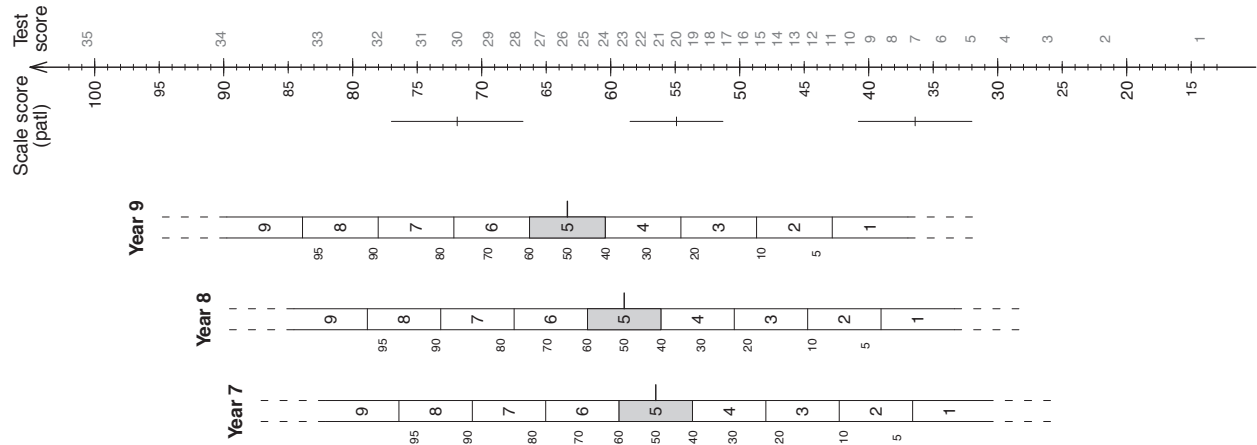 Test score
35 34 33 32 31 30 29 28 27 26 25 24 23 22 21 20 19 18 17 16 15 14 13 12 11 10 9 8 7 6 5 4 3 2 1
Scale score (patl)
100 95 90 85 80 75 70 65 60 55 50 45 40 35 30 25 20 15
Year 9
9 8 7 6 5 4 3 2 1
95 90 80 70 60 50 40 30 20 10 5
Year 8
9 8 7 6 5 4 3 2 1
95 90 80 70 60 50 40 30 20 10 5
Year 7
9 8 7 6 5 4 3 2 1
95 90 80 70 60 50 40 30 20 10 5